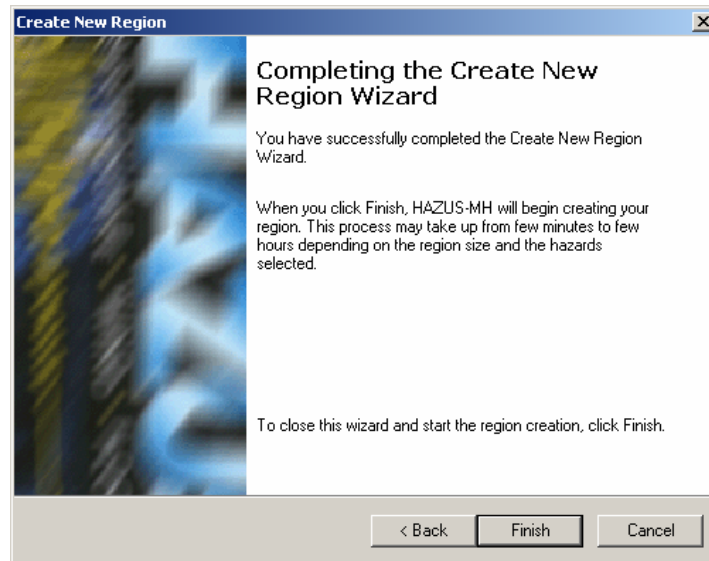 Create New Region
Completing the Create New
Region Wizard
You have successfully completed the Create New Region
Wizard.
When you click Finish, HAZUS-MH will begin creating your
region. This process may take up from few minutes to few
hours depending on the region size and the hazards
selected.
To close this wizard and start the region creation, click Finish.
< Back
Finish
Cancel